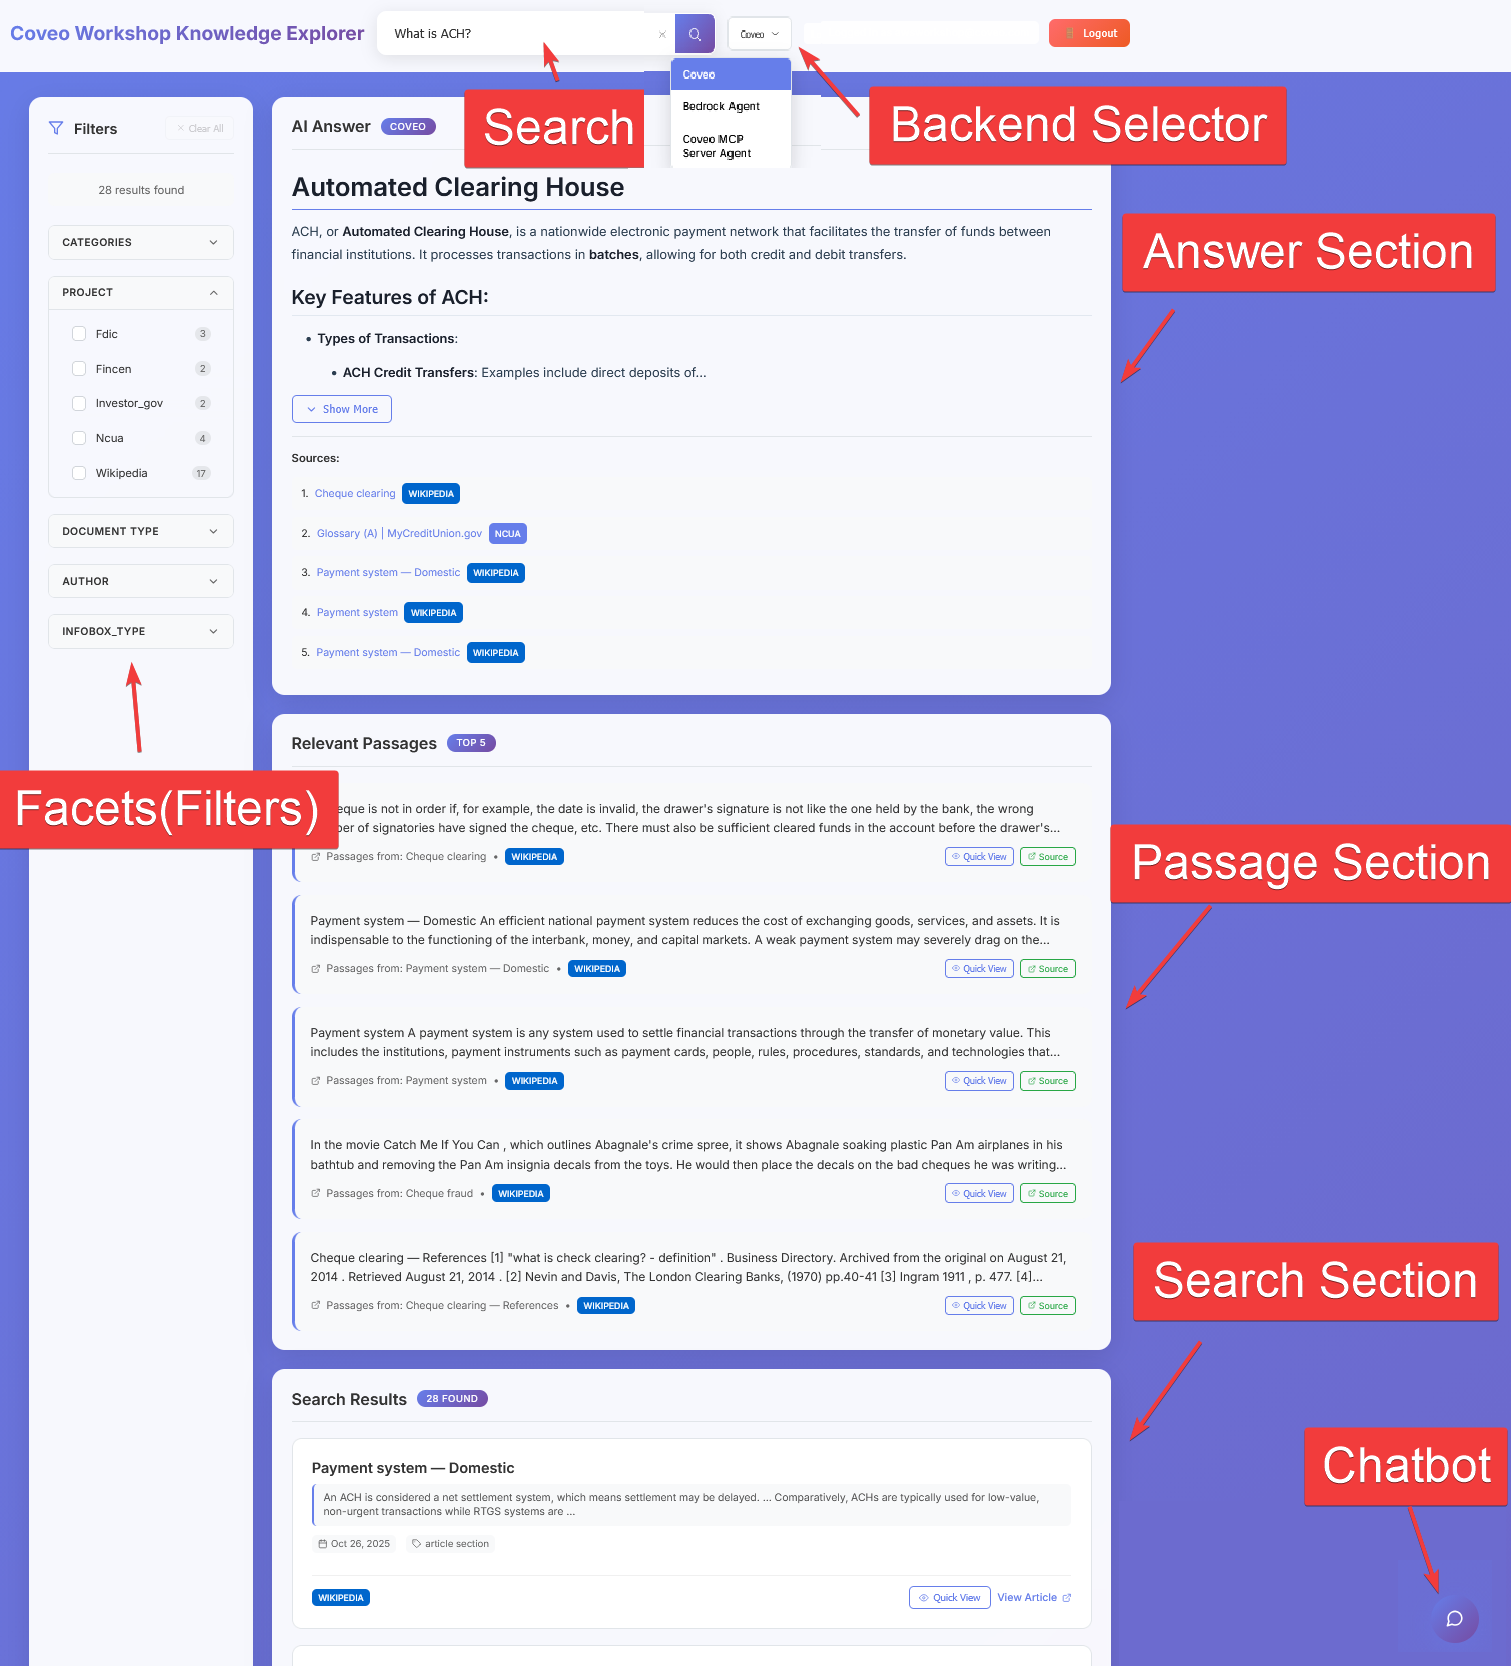 Coveo Workshop Knowledge Explorer
What is ACH?
Coveo
Logout
Coveo
Bedrock Agent
Coveo MCP
Server Agent
Search
Backend Selector
Filters
Clear All
28 results found
CATEGORIES
PROJECT
Fdic 3
Fincen 2
Investor_gov 2
Ncua 4
Wikipedia 17
DOCUMENT TYPE
AUTHOR
INFOBOX_TYPE
Facets(Filters)
AI Answer COVEO
Automated Clearing House
ACH, or Automated Clearing House, is a nationwide electronic payment network that facilitates the transfer of funds between
financial institutions. It processes transactions in batches, allowing for both credit and debit transfers.
Key Features of ACH:
• Types of Transactions:
• ACH Credit Transfers: Examples include direct deposits of...
Show More
Sources:
1. Cheque clearing WIKIPEDIA
2. Glossary (A) | MyCreditUnion.gov NCUA
3. Payment system — Domestic WIKIPEDIA
4. Payment system WIKIPEDIA
5. Payment system — Domestic WIKIPEDIA
Answer Section
Relevant Passages TOP 5
eque is not in order if, for example, the date is invalid, the drawer's signature is not like the one held by the bank, the wrong
ber of signatories have signed the cheque, etc. There must also be sufficient cleared funds in the account before the drawer's...
Passages from: Cheque clearing • WIKIPEDIA Quick View Source
Payment system — Domestic An efficient national payment system reduces the cost of exchanging goods, services, and assets. It is
indispensable to the functioning of the interbank, money, and capital markets. A weak payment system may severely drag on the...
Passages from: Payment system — Domestic • WIKIPEDIA Quick View Source
Payment system A payment system is any system used to settle financial transactions through the transfer of monetary value. This
includes the institutions, payment instruments such as payment cards, people, rules, procedures, standards, and technologies that...
Passages from: Payment system • WIKIPEDIA Quick View Source
In the movie Catch Me If You Can , which outlines Abagnale's crime spree, it shows Abagnale soaking plastic Pan Am airplanes in his
bathtub and removing the Pan Am insignia decals from the toys. He would then place the decals on the bad cheques he was writing...
Passages from: Cheque fraud • WIKIPEDIA Quick View Source
Cheque clearing — References [1] "what is check clearing? - definition" . Business Directory. Archived from the original on August 21,
2014 . Retrieved August 21, 2014 . [2] Nevin and Davis, The London Clearing Banks, (1970) pp.40-41 [3] Ingram 1911 , p. 477. [4]...
Passages from: Cheque clearing — References • WIKIPEDIA Quick View Source
Passage Section
Search Results 28 FOUND
Payment system — Domestic
An ACH is considered a net settlement system, which means settlement may be delayed. ... Comparatively, ACHs are typically used for low-value,
non-urgent transactions while RTGS systems are ...
Oct 26, 2025 article section
WIKIPEDIA Quick View View Article
Search Section
Chatbot